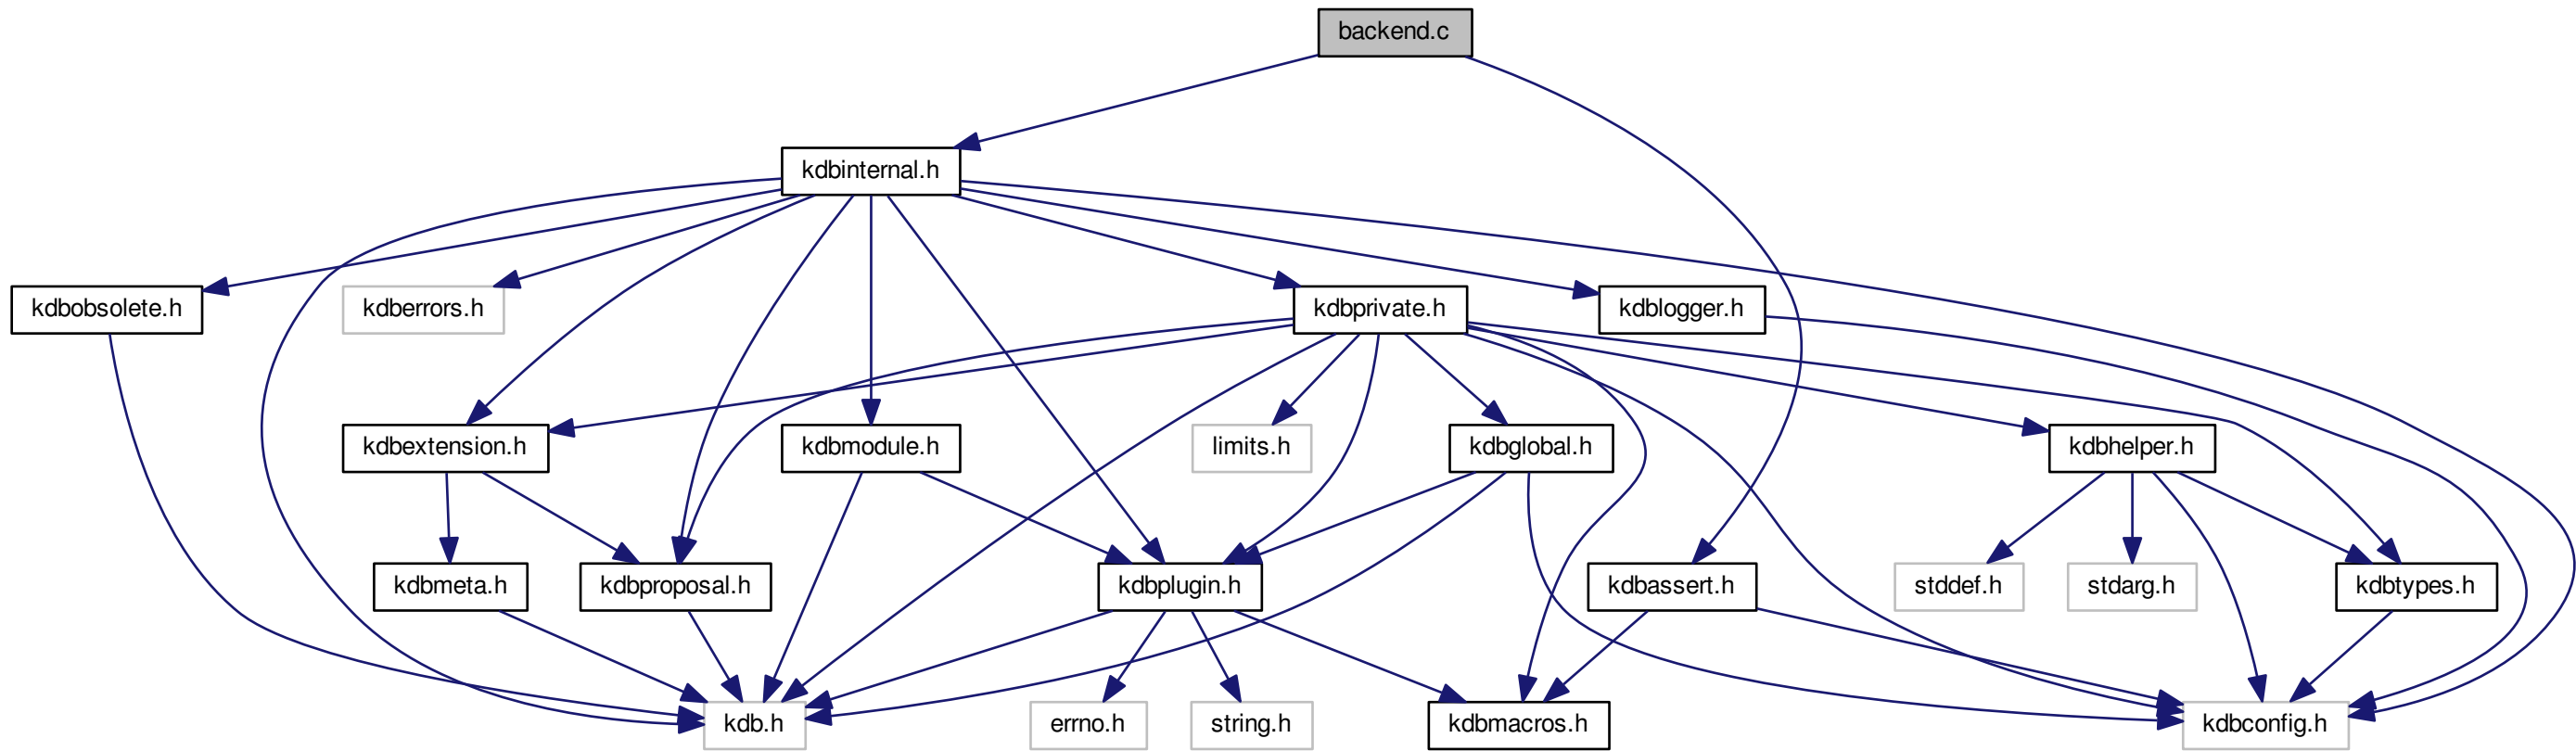 backend.c
kdbinternal.h
kdbobsolete.h
kdberrors.h
kdbprivate.h
kdblogger.h
kdbextension.h
kdbmodule.h
limits.h
kdbglobal.h
kdbhelper.h
kdbmeta.h
kdbproposal.h
kdbplugin.h
kdbassert.h
stddef.h
stdarg.h
kdbtypes.h
kdb.h
errno.h
string.h
kdbmacros.h
kdbconfig.h